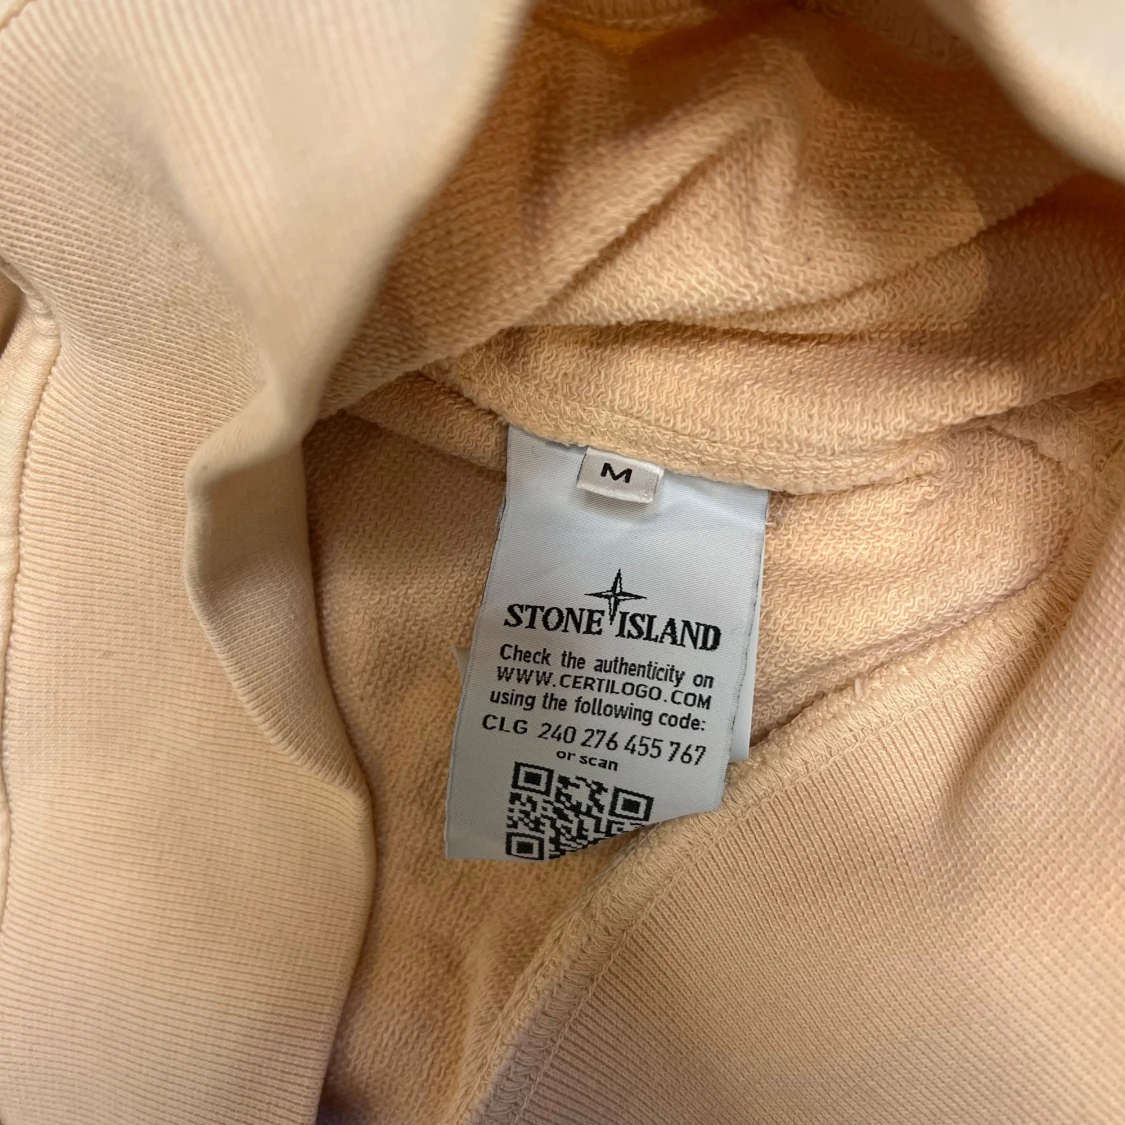 M
STONE ISLAND
Check the authenticity on
WWW.CERTILOGO.COM
using the following code:
CLG 240 276 455 767
or scan